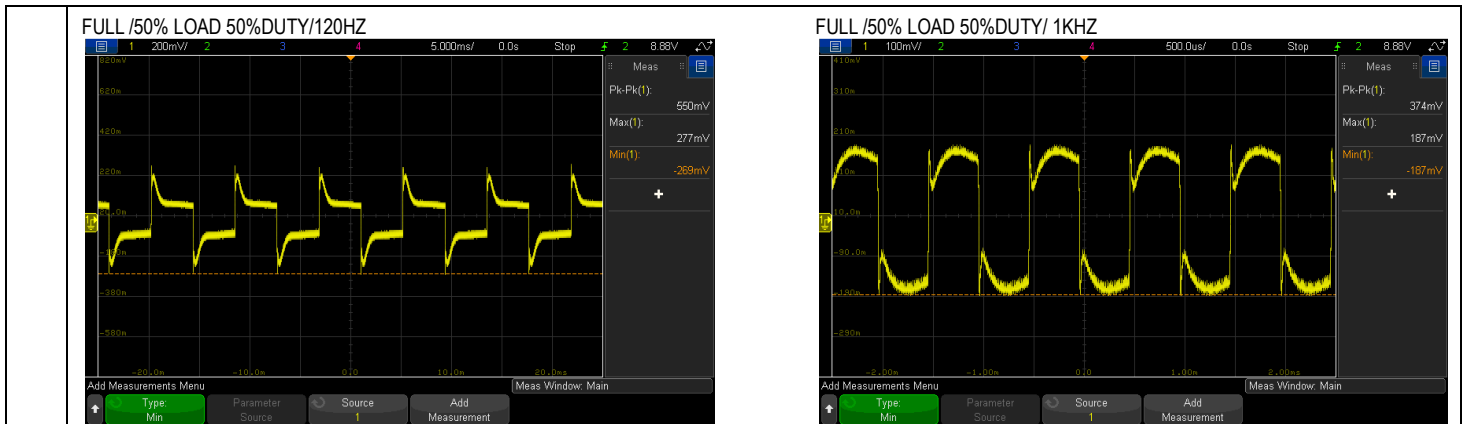 FULL /50% LOAD 50%DUTY/120HZ
1 200mV/ 2 3 4 5.000ms/ 0.0s Stop 2 8.88V
820mV
620m
420m
220m
20.0m
-180m
-380m
-580m
-20.0m -10.0m 0.0 10.0m 20.0ms
Meas
Pk-Pk(1):
550mV
Max(1):
277mV
Min(1):
-269mV
+
Add Measurements Menu
Meas Window: Main
Type:
Min
Parameter
Source
Source
1
Add
Measurement
FULL /50% LOAD 50%DUTY/ 1KHZ
1 100mV/ 2 3 4 500.0us/ 0.0s Stop 2 8.88V
410mV
310m
210m
110m
10.0m
-90.0m
-190m
-290m
-2.00m -1.00m 0.0 1.00m 2.00ms
Meas
Pk-Pk(1):
374mV
Max(1):
187mV
Min(1):
-187mV
+
Add Measurements Menu
Meas Window: Main
Type:
Min
Parameter
Source
Source
1
Add
Measurement